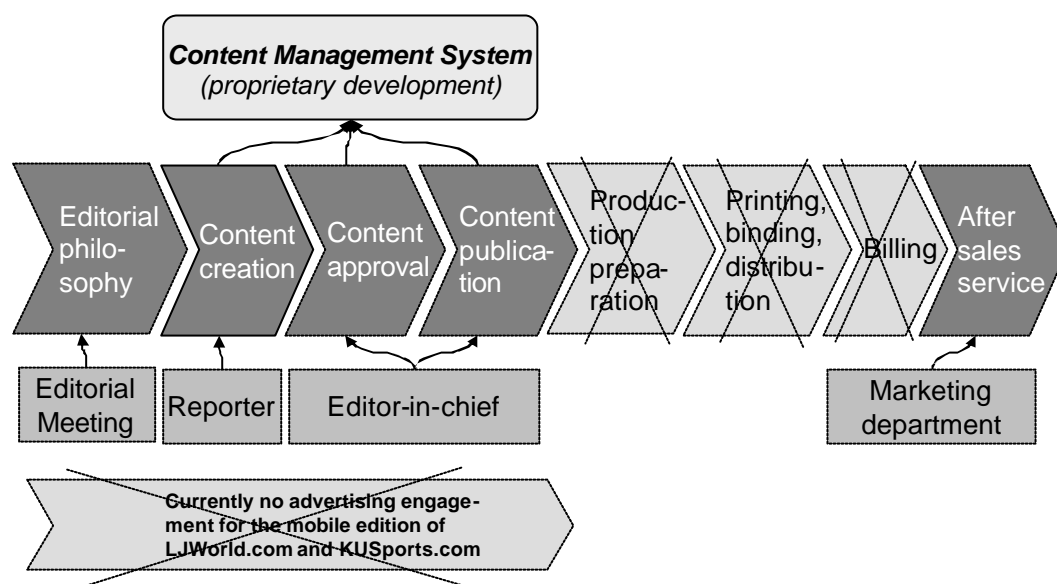 Content Management System
(proprietary development)
Editorial
philo-
sophy
Content
creation
Content
approval
Content
publica-
tion
Produc-
tion
prepa-
ration
Printing,
binding,
distribu-
tion
Billing
After
sales
service
Editorial
Meeting
Reporter
Editor-in-chief
Marketing
department
Currently no advertising engage-
ment for the mobile edition of
LJWorld.com and KUSports.com